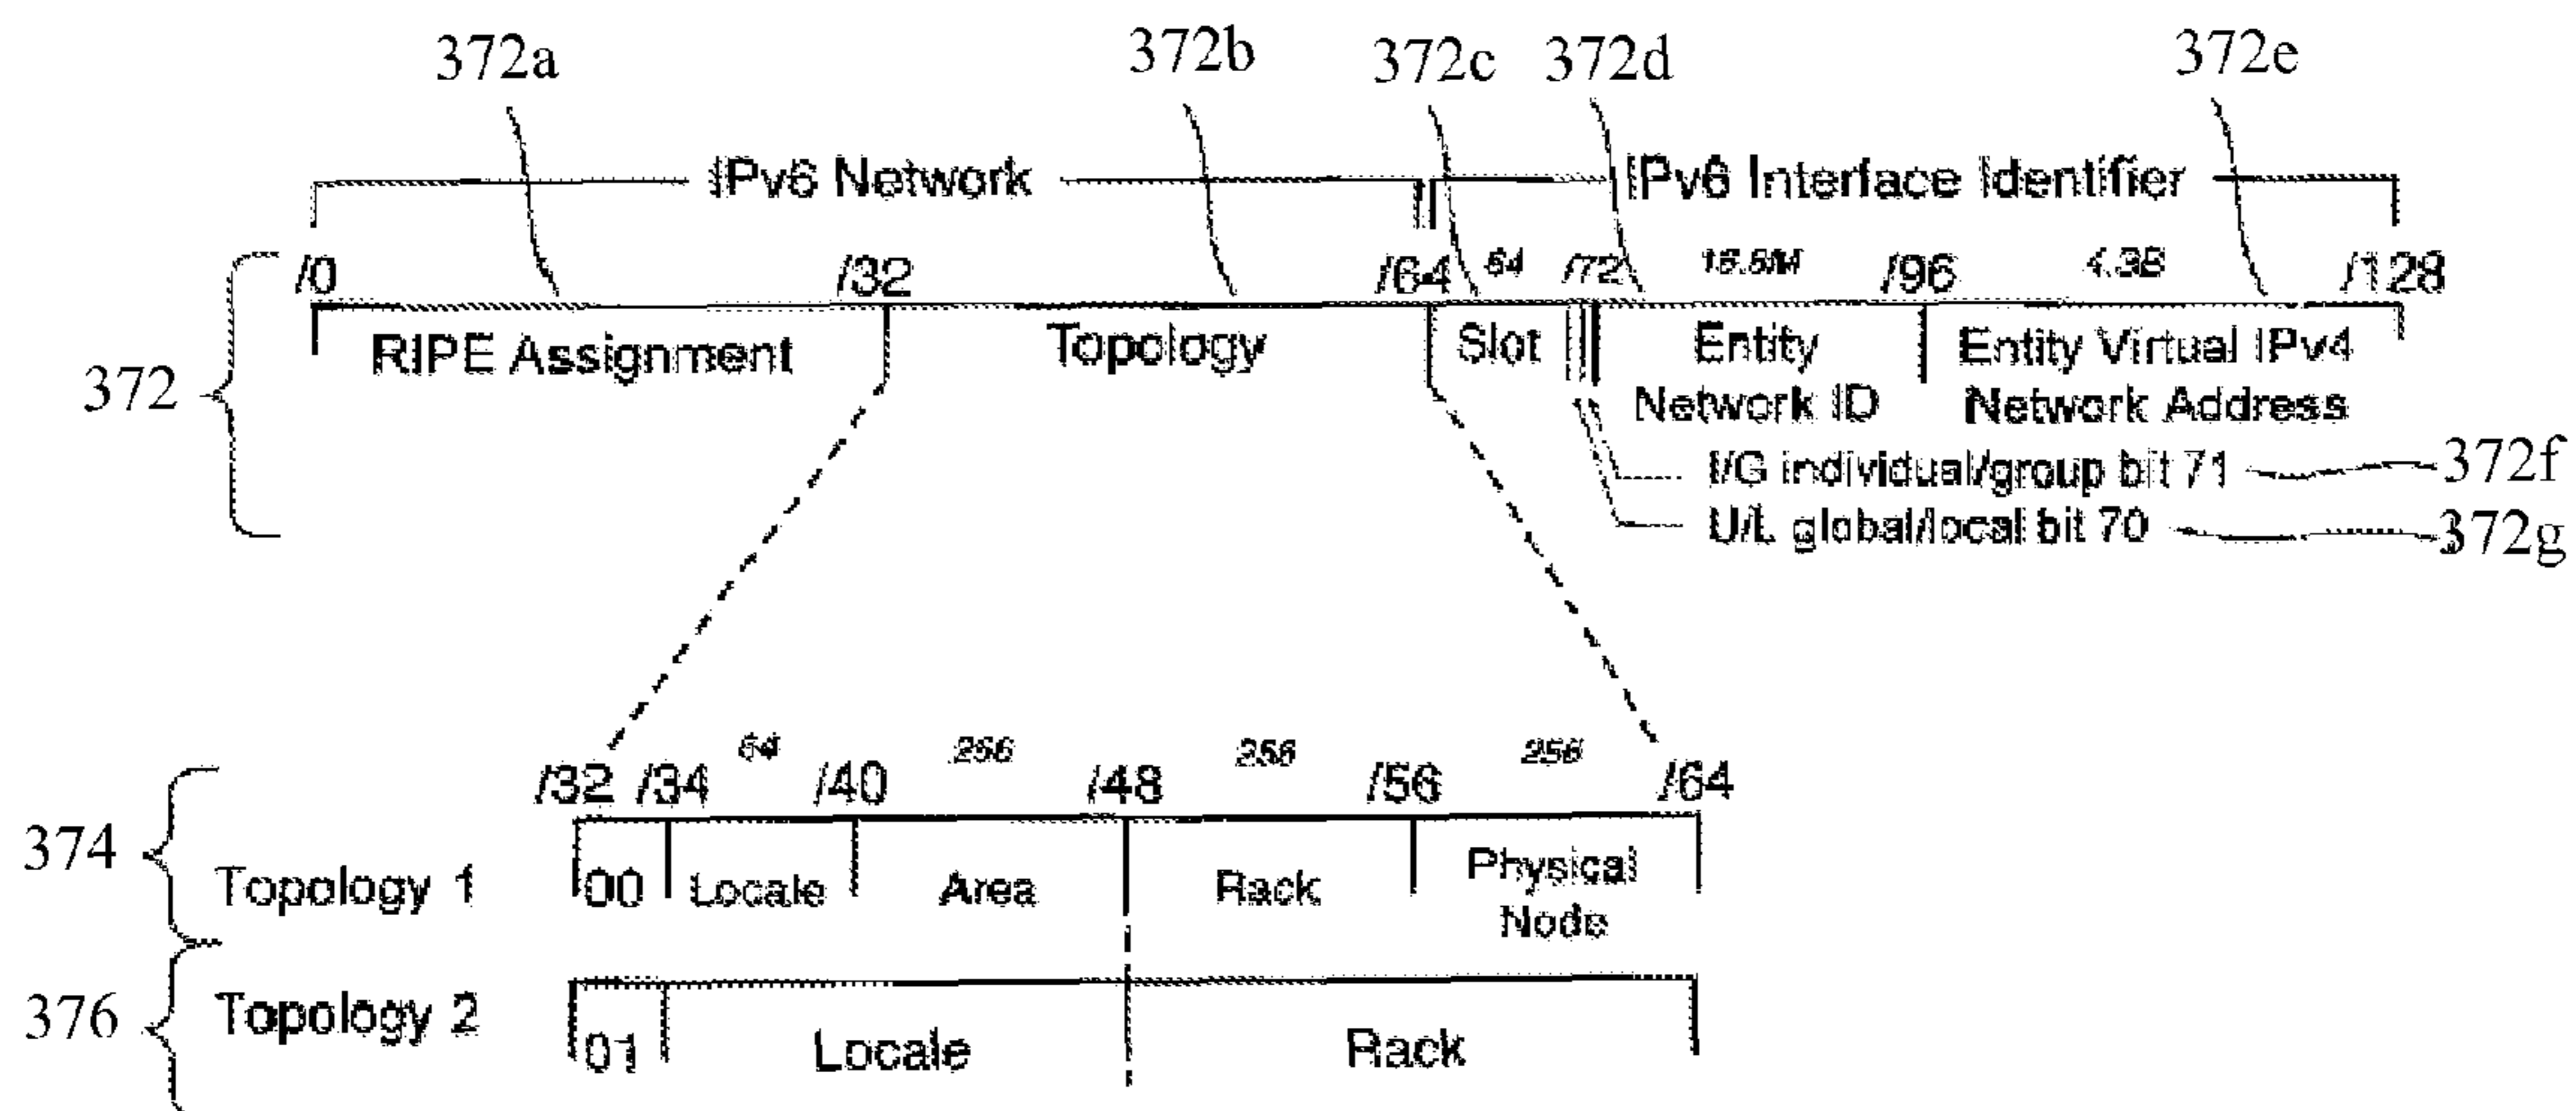 372a 372b 372c 372d 372e
IPv6 Network IPv6 Interface Identifier
/0 /32 /64 64 /72 16.8M /96 4.3B /128
372 RIPE Assignment Topology Slot Entity Entity Virtual IPv4
Network ID Network Address
I/G individual/group bit 71 372f
U/L global/local bit 70 372g
64 256 256 256
/32 /34 /40 /48 /56 /64
374 Topology 1 00 Locale Area Rack Physical
Node
376 Topology 2 01 Locale Rack